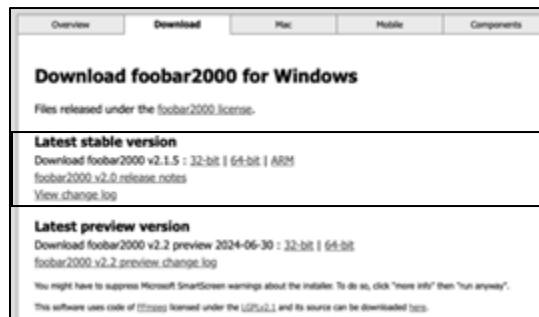 Overview Download Mac Mobile Components
Download foobar2000 for Windows
Files released under the foobar2000 license.
Latest stable version
Download foobar2000 v2.1.5 : 32-bit | 64-bit | ARM
foobar2000 v2.0 release notes
View change log
Latest preview version
Download foobar2000 v2.2 preview 2024-06-30 : 32-bit | 64-bit
foobar2000 v2.2 preview change log
You might have to suppress Microsoft SmartScreen warnings about the installer. To do so, click "more info" then "run anyway".
This software uses code of FFmpeg licensed under the LGPLv2.1 and its source can be downloaded here.